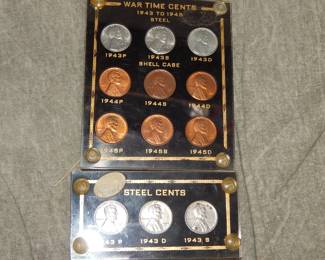 WAR TIME CENTS
1943 TO 1945
STEEL
1943P 1943S 1943D
SHELL CASE
1944P 1944S 1944D
1945P 1945S 1945D
STEEL CENTS
1943 P 1943 D 1943 S